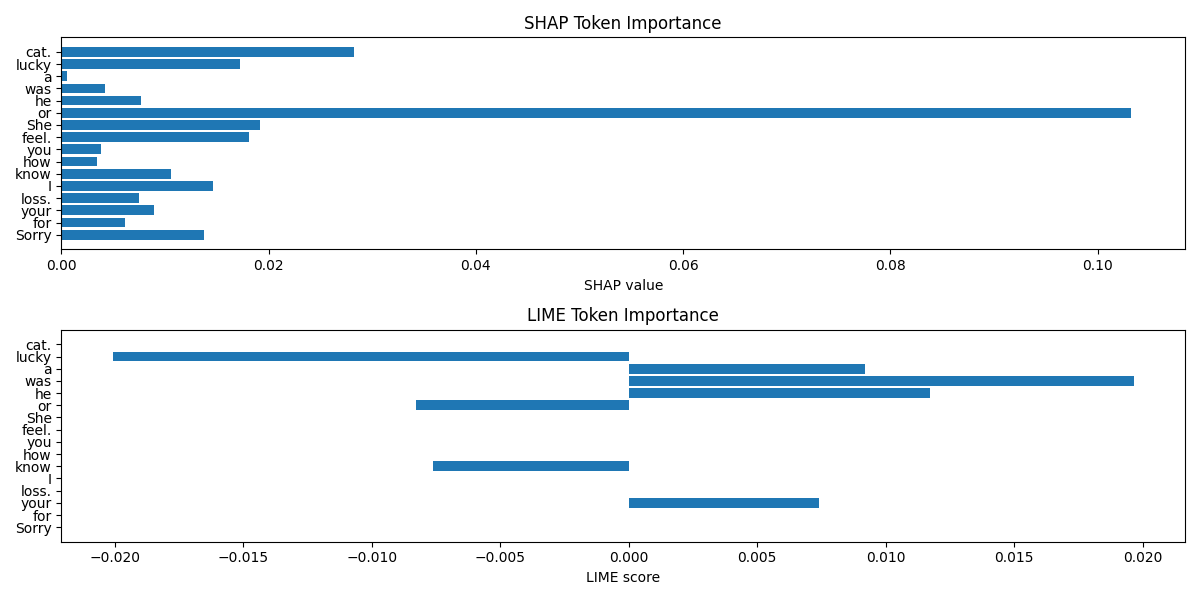 SHAP Token Importance
cat.
lucky
a
was
he
or
She
feel.
you
how
know
I
loss.
your
for
Sorry
0.00 0.02 0.04 0.06 0.08 0.10
SHAP value
LIME Token Importance
cat.
lucky
a
was
he
or
She
feel.
you
how
know
I
loss.
your
for
Sorry
−0.020 −0.015 −0.010 −0.005 0.000 0.005 0.010 0.015 0.020
LIME score